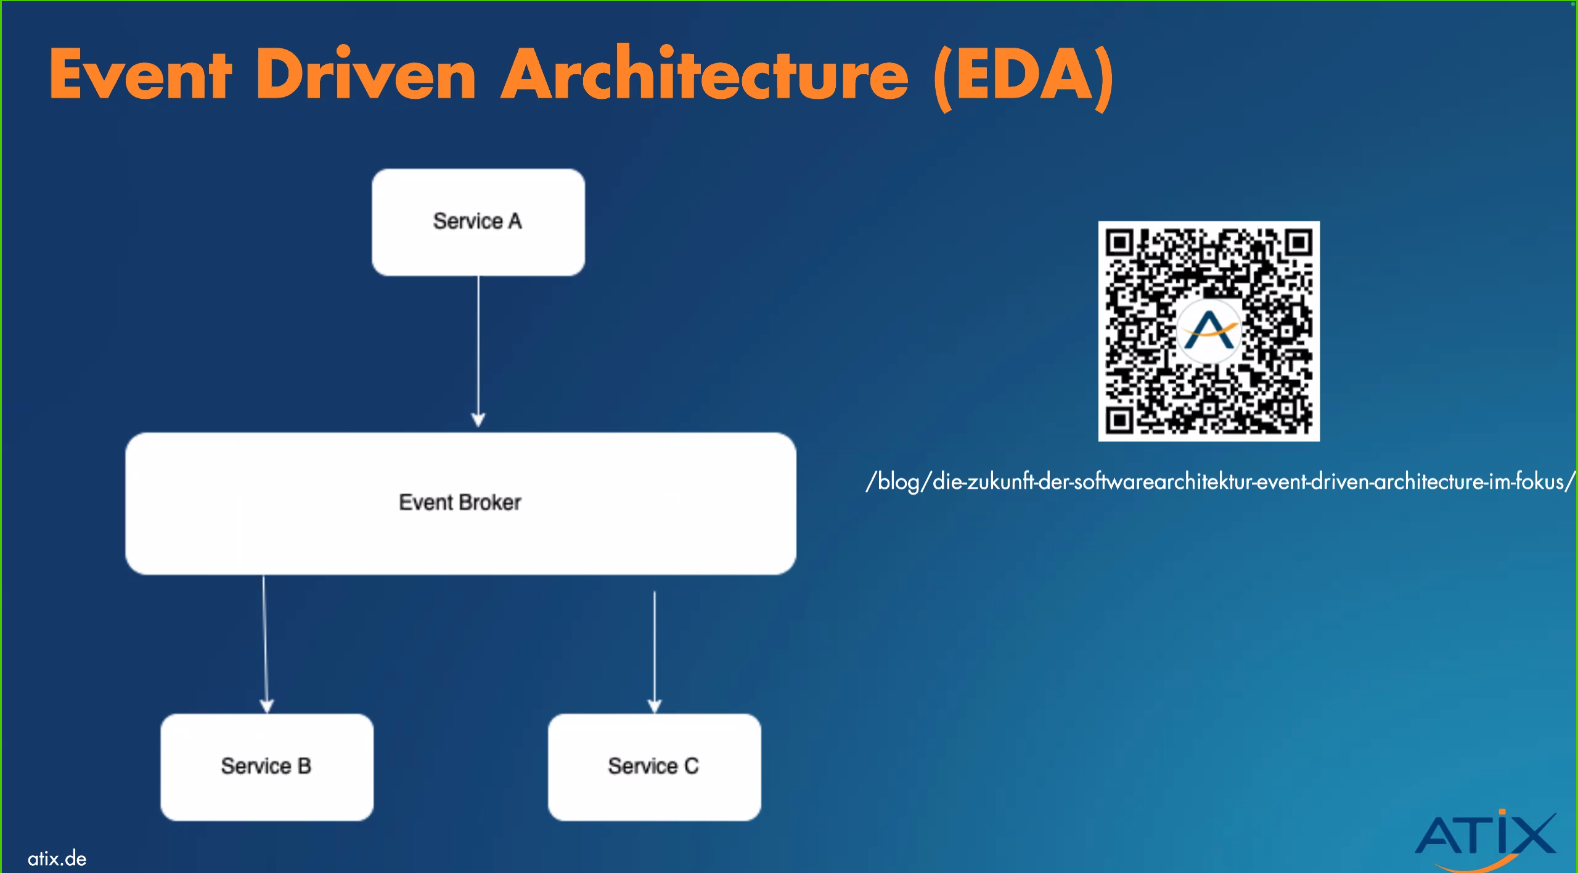 Event Driven Architecture (EDA)
Service A
Event Broker
/blog/die-zukunft-der-softwarearchitektur-event-driven-architecture-im-fokus/
Service B
Service C
atix.de
ATIX